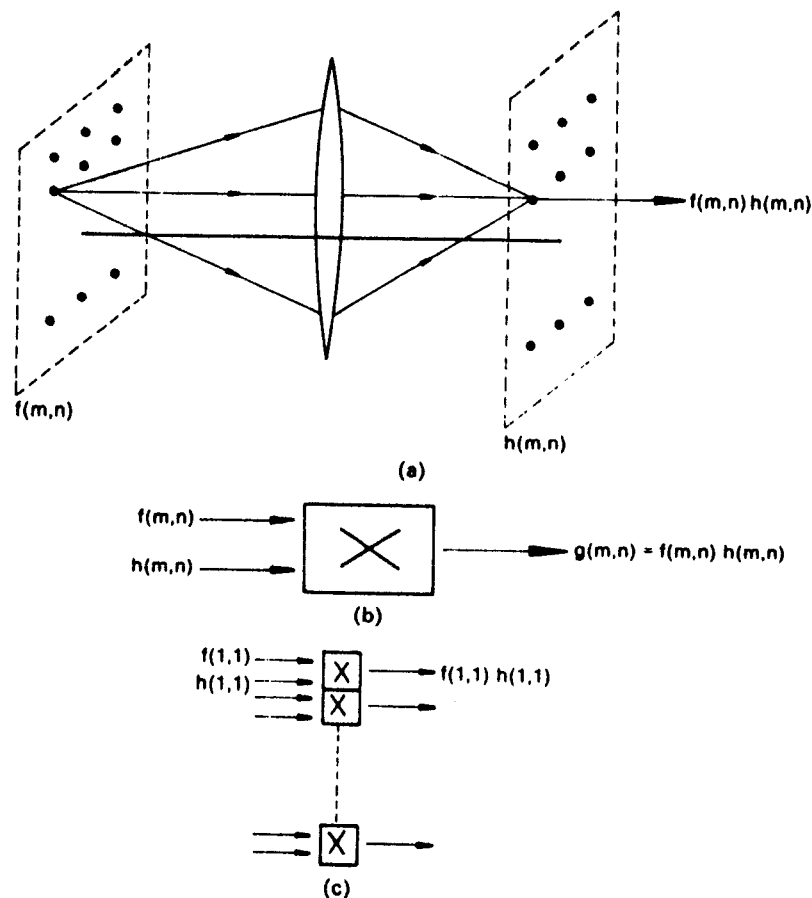 f(m,n) h(m,n)
f(m,n)
h(m,n)
(a)
f(m,n)
h(m,n)
g(m,n) = f(m,n) h(m,n)
(b)
f(1,1)
h(1,1)
X
f(1,1) h(1,1)
X
X
(c)